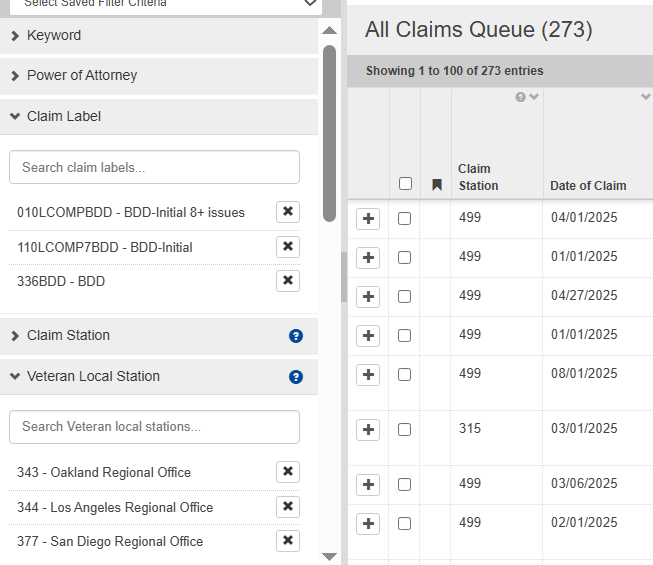 Select Saved Filter Criteria
Keyword
Power of Attorney
Claim Label
Search claim labels...
010LCOMPBDD - BDD-Initial 8+ issues
110LCOMP7BDD - BDD-Initial
336BDD - BDD
Claim Station
Veteran Local Station
Search Veteran local stations...
343 - Oakland Regional Office
344 - Los Angeles Regional Office
377 - San Diego Regional Office
All Claims Queue (273)
Showing 1 to 100 of 273 entries
Claim
Station Date of Claim
499 04/01/2025
499 01/01/2025
499 04/27/2025
499 01/01/2025
499 08/01/2025
315 03/01/2025
499 03/06/2025
499 02/01/2025